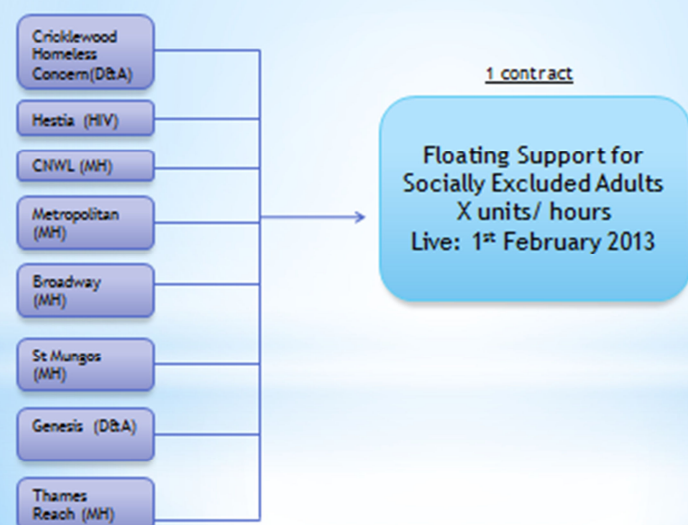 Cricklewood
Homeless
Concern(D&A)
Hestia (HIV)
CNWL (MH)
Metropolitan
(MH)
Broadway
(MH)
St Mungos
(MH)
Genesis (D&A)
Thames
Reach (MH)
1 contract
Floating Support for
Socially Excluded Adults
X units/ hours
Live: 1st February 2013